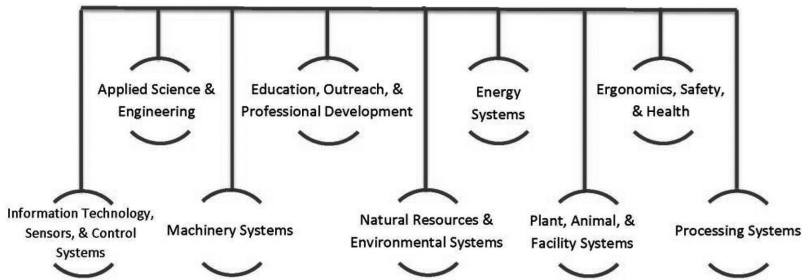 Applied Science &
Engineering
Education, Outreach, &
Professional Development
Energy
Systems
Ergonomics, Safety,
& Health
Information Technology,
Sensors, & Control
Systems
Machinery Systems
Natural Resources &
Environmental Systems
Plant, Animal, &
Facility Systems
Processing Systems